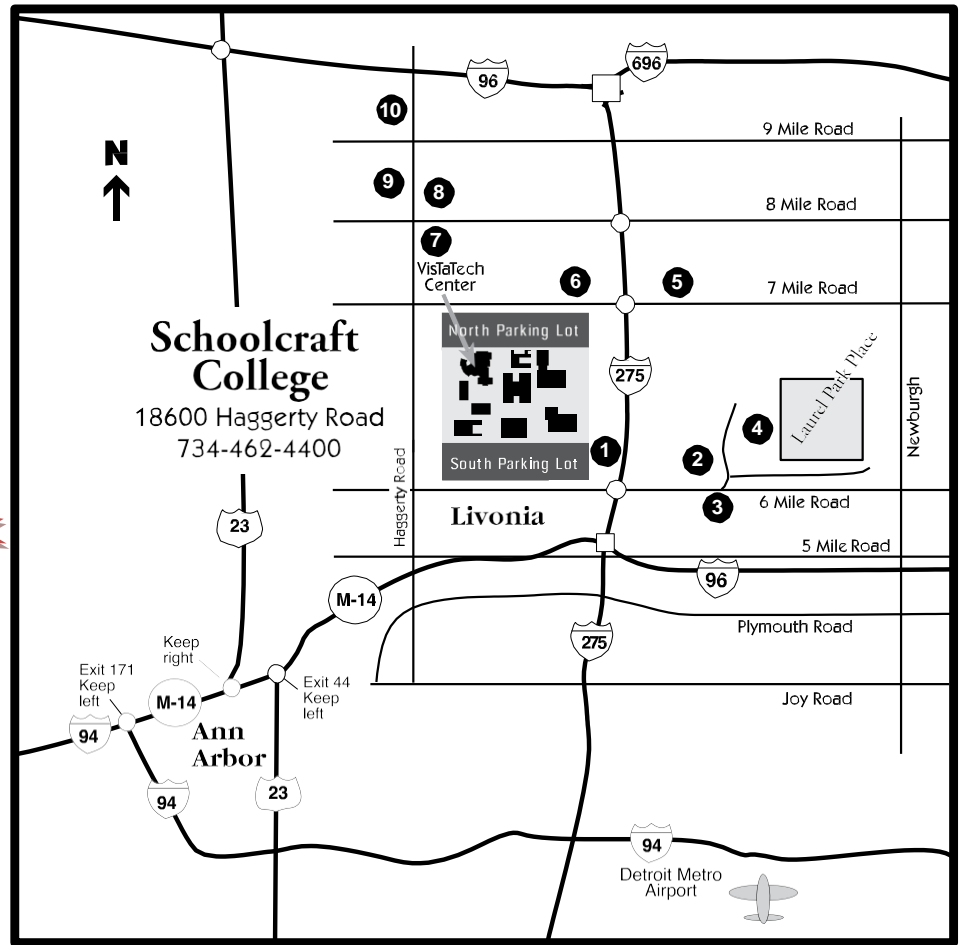 96
696
10
9 Mile Road
N
9
8
8 Mile Road
7
VisTaTech
Center
6
5
7 Mile Road
North Parking Lot
Schoolcraft
College
18600 Haggerty Road
734-462-4400
275
Laurel Park Place
Newburgh
4
1
2
South Parking Lot
Haggerty Road
3
6 Mile Road
Livonia
23
5 Mile Road
96
M-14
Plymouth Road
275
Keep
right
Exit 171
Keep
left
Exit 44
Keep
left
M-14
Joy Road
94
Ann
Arbor
94
23
94
Detroit Metro
Airport